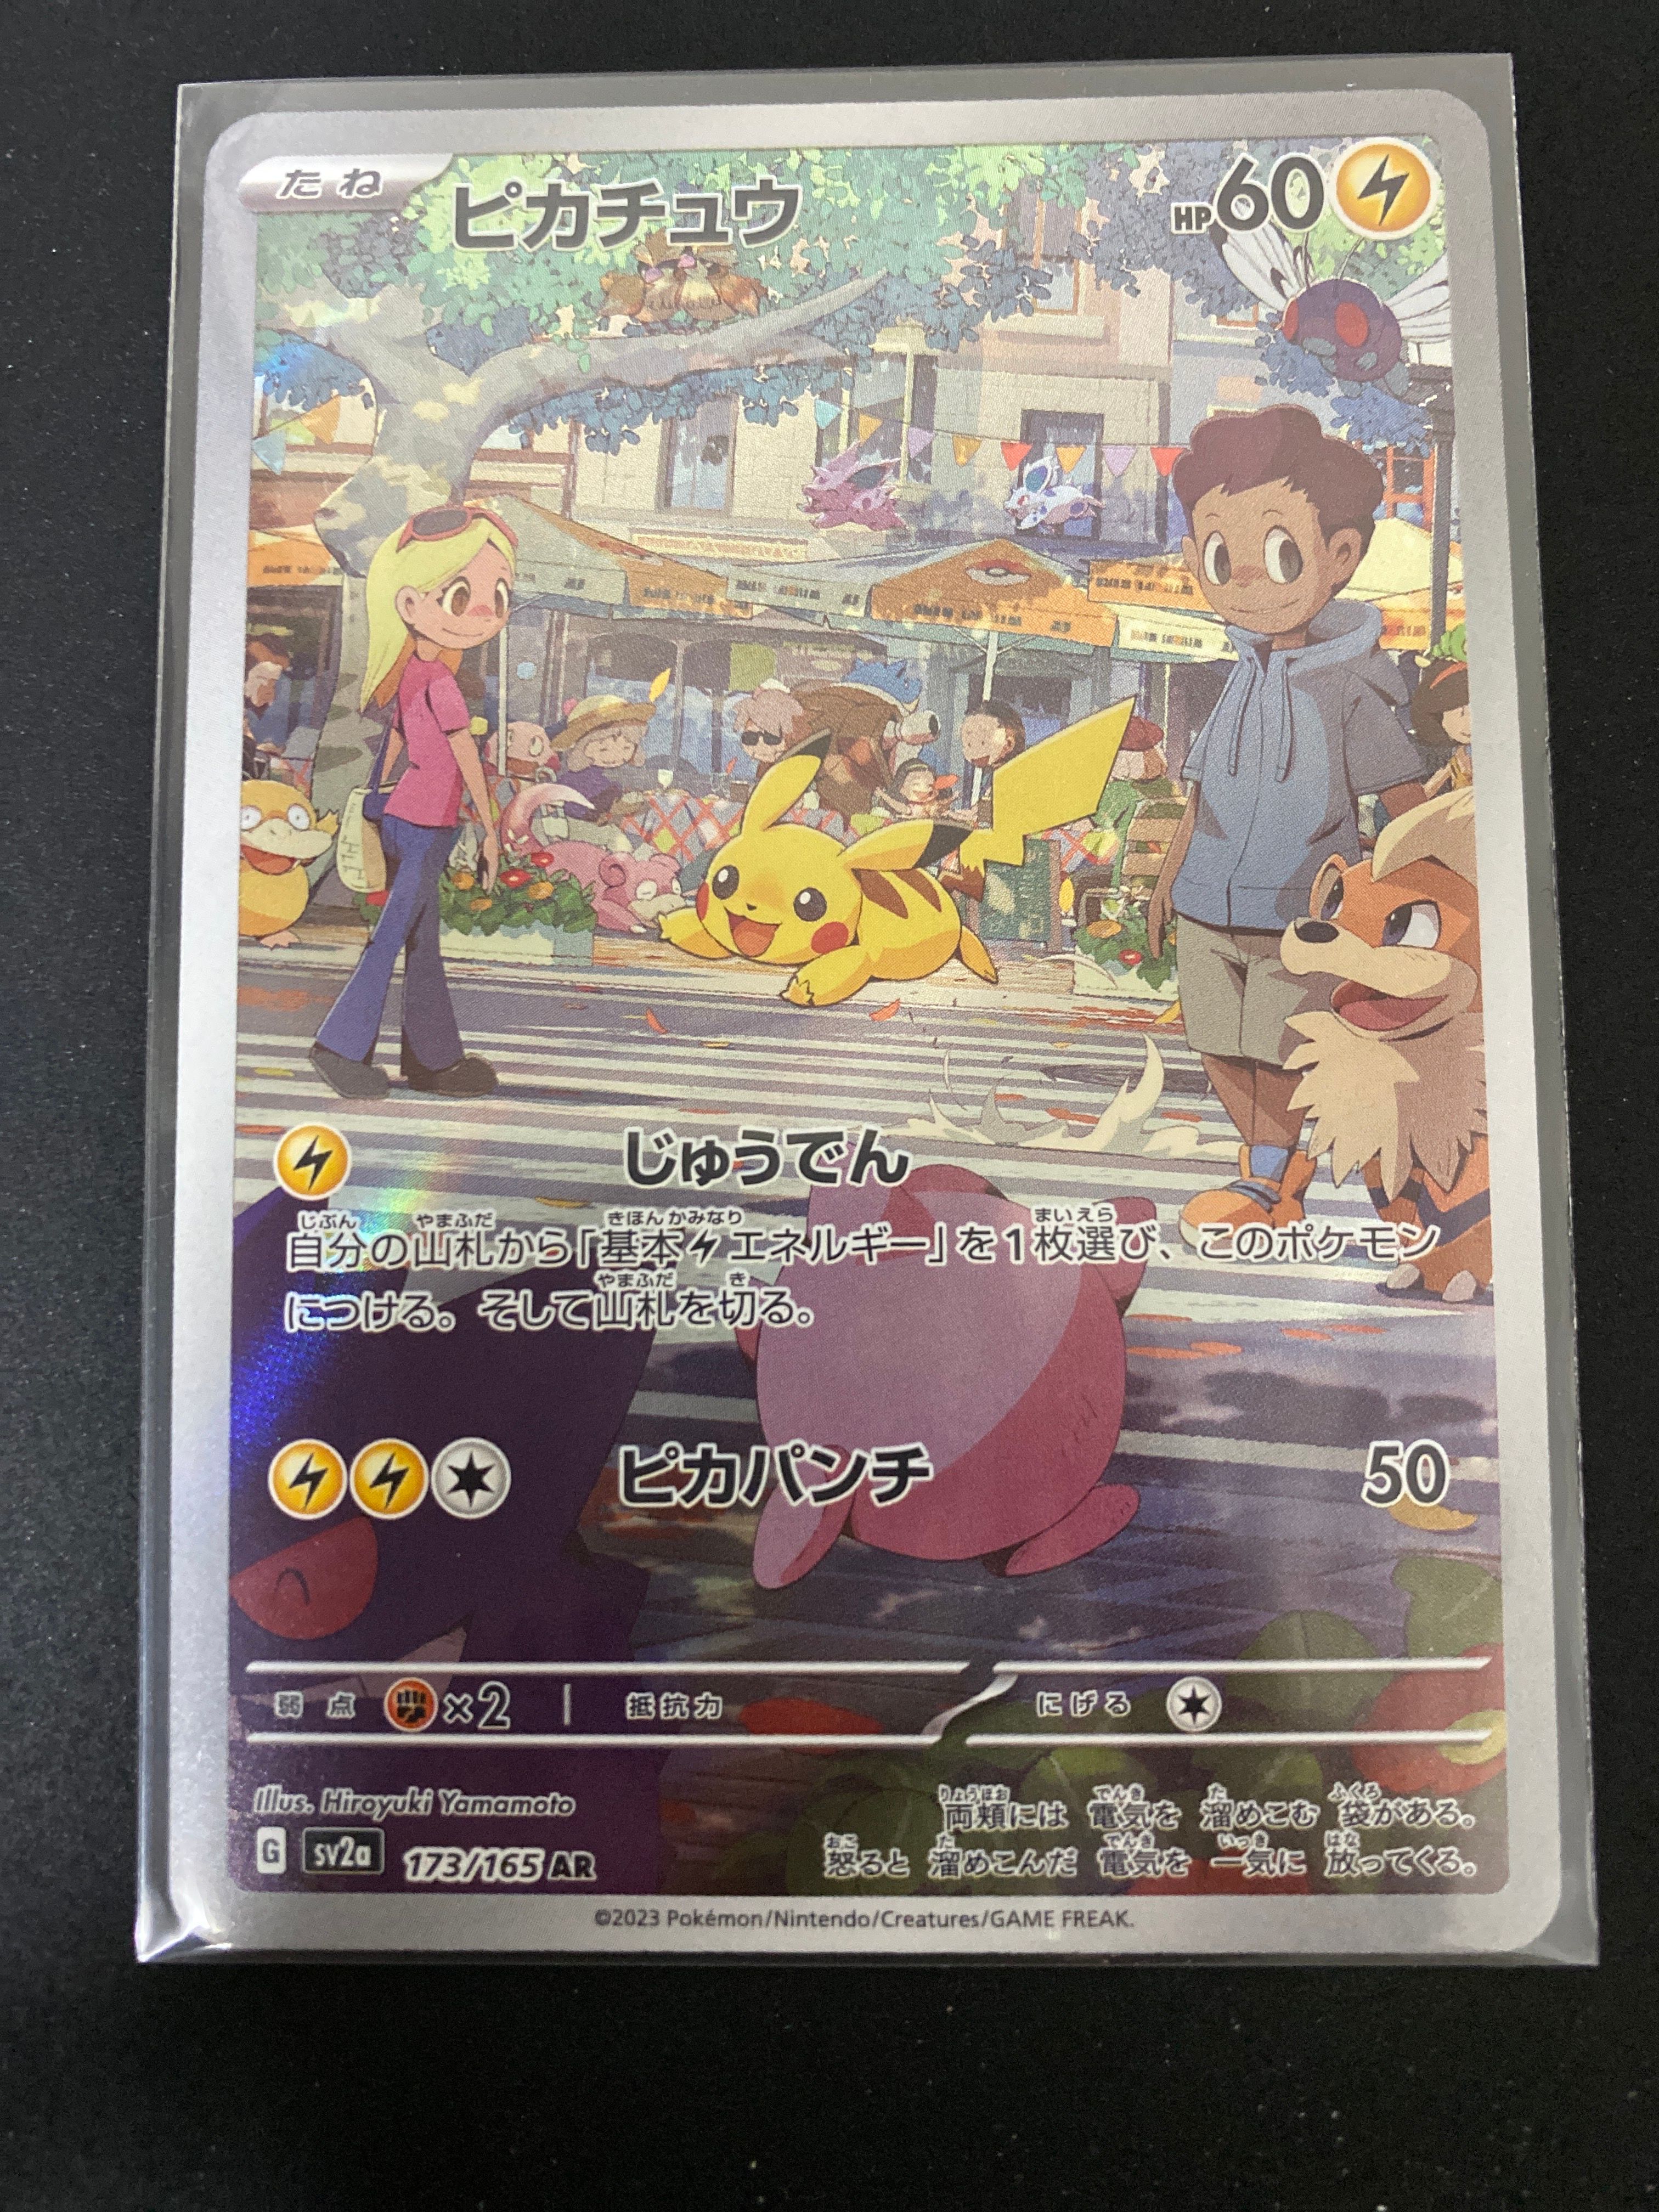 たね ピカチュウ HP60
じゅうでん
自分の山札から「基本エネルギー」を1枚選び、このポケモン
につける。そして山札を切る。
ピカパンチ 50
弱点 ×2 抵抗力 にげる
Illus. Hiroyuki Yamamoto
両頬には 電気を 溜めこむ 袋がある。
怒ると 溜めこんだ 電気を 一気に 放ってくる。
G sv2a 173/165 AR
©2023 Pokémon/Nintendo/Creatures/GAME FREAK.